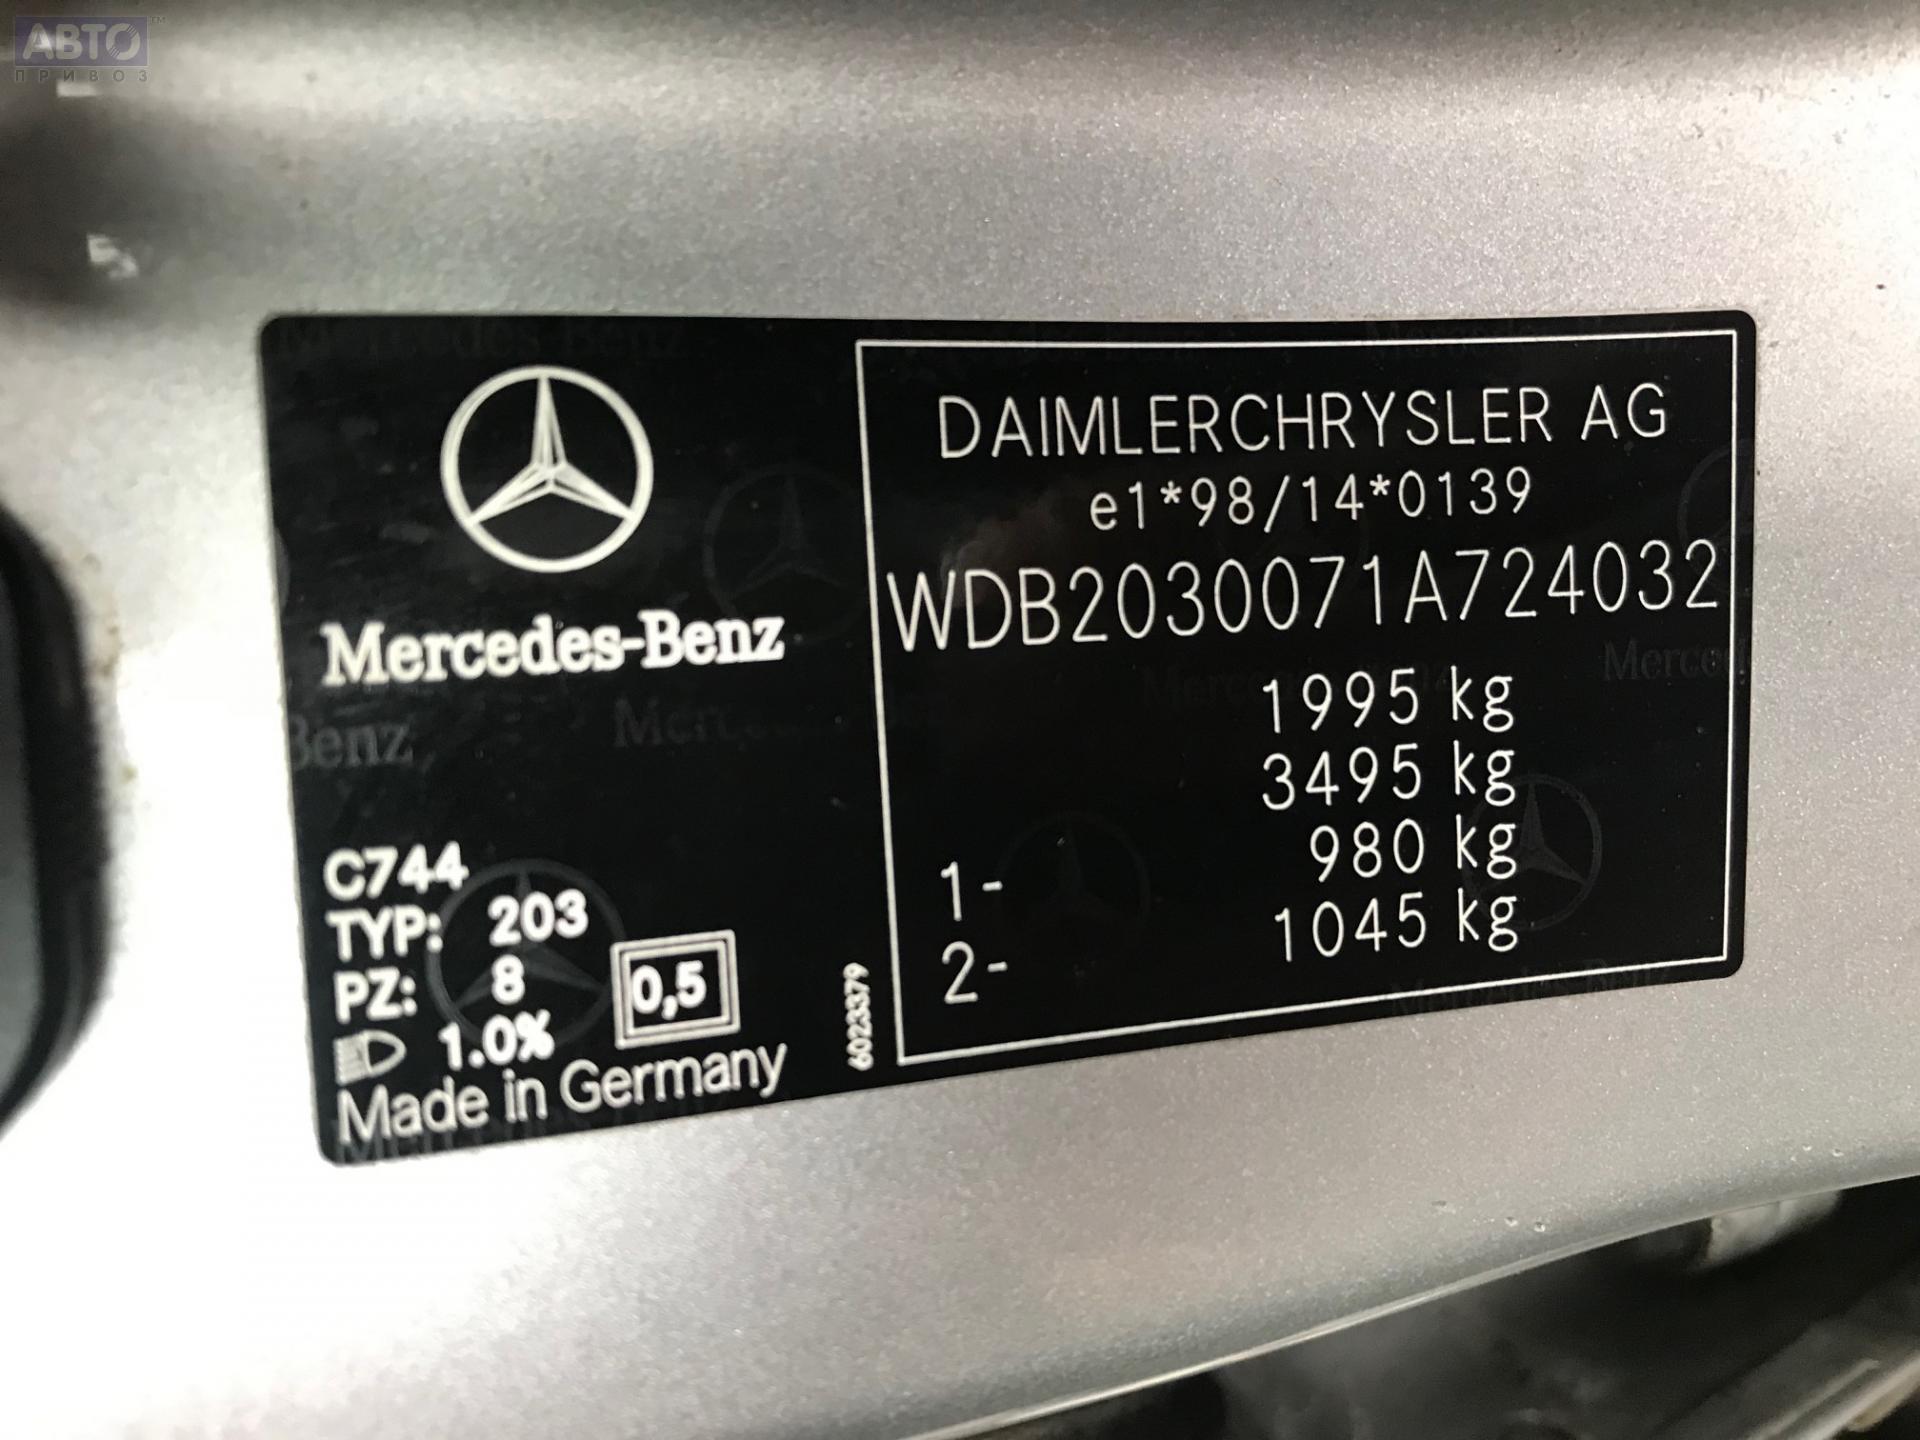 АВТО™
ПРИВОЗ
Mercedes-Benz
C744
TYP: 203
PZ: 8
0,5
1.0%
Made in Germany
6023379
DAIMLERCHRYSLER AG
e1*98/14*0139
WDB2030071A724032
1995 kg
3495 kg
1- 980 kg
2- 1045 kg